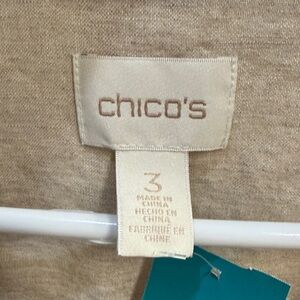 chico's
3
MADE IN
CHINA
HECHO EN
CHINA
FABRIQUÉ EN
CHINE